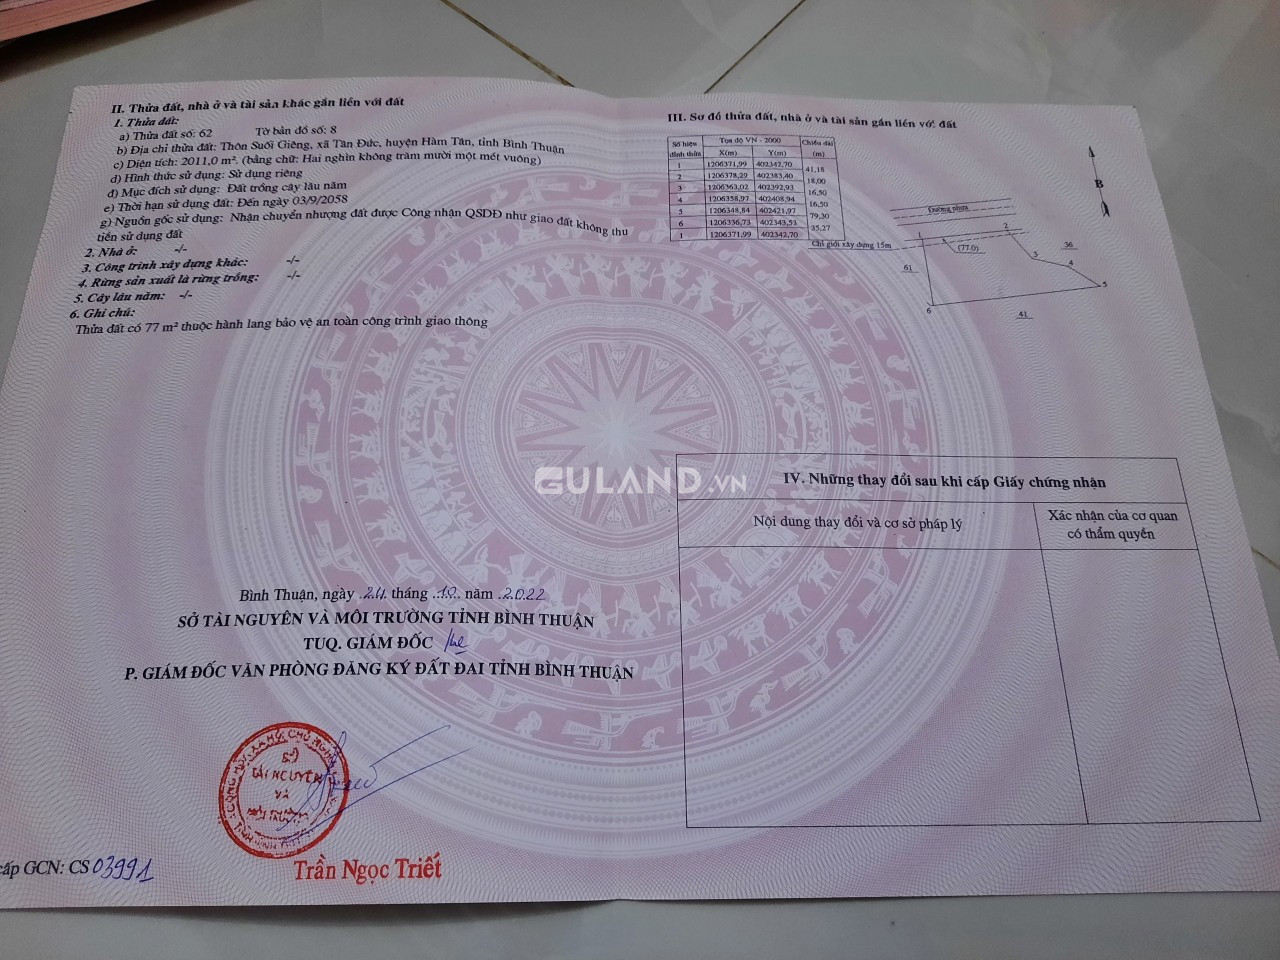 II. Thửa đất, nhà ở và tài sản khác gắn liền với đất
1. Thửa đất:
a) Thửa đất số: 62 Tờ bản đồ số: 8
b) Địa chỉ thửa đất: Thôn Suối Giêng, xã Tân Đức, huyện Hàm Tân, tỉnh Bình Thuận
c) Diện tích: 2011,0 m². (bằng chữ: Hai nghìn không trăm mười một mét vuông)
d) Hình thức sử dụng: Sử dụng riêng
đ) Mục đích sử dụng: Đất trồng cây lâu năm
e) Thời hạn sử dụng đất: Đến ngày 03/9/2058
g) Nguồn gốc sử dụng: Nhận chuyển nhượng đất được Công nhận QSDĐ như giao đất không thu
tiền sử dụng đất
2. Nhà ở: -/-
3. Công trình xây dựng khác: -/-
4. Rừng sản xuất là rừng trồng: -/-
5. Cây lâu năm: -/-
6. Ghi chú:
Thửa đất có 77 m² thuộc hành lang bảo vệ an toàn công trình giao thông
Bình Thuận, ngày 24 tháng 10 năm 2022
SỞ TÀI NGUYÊN VÀ MÔI TRƯỜNG TỈNH BÌNH THUẬN
TUQ. GIÁM ĐỐC
P. GIÁM ĐỐC VĂN PHÒNG ĐĂNG KÝ ĐẤT ĐAI TỈNH BÌNH THUẬN
SỞ
TÀI NGUYÊN
VÀ
MÔI TRƯỜNG
Trần Ngọc Triết
cấp GCN: CS 03991
III. Sơ đồ thửa đất, nhà ở và tài sản gắn liền với đất
Số hiệu đỉnh thửa Tọa độ VN - 2000 Chiều dài (m)
X(m) Y(m)
1 1206371,99 402342,70
41,18
2 1206378,29 402383,40
18,00
3 1206363,02 402392,93
16,50
4 1206358,97 402408,94
16,50
5 1206348,84 402421,97
79,30
6 1206336,73 402343,53
35,27
1 1206371,99 402342,70
B
Đường nhựa
Chỉ giới xây dựng 15m
1
2
(77.0)
3
36
4
61
5
6
41
IV. Những thay đổi sau khi cấp Giấy chứng nhận
Nội dung thay đổi và cơ sở pháp lý
Xác nhận của cơ quan
có thẩm quyền
GULAND.VN